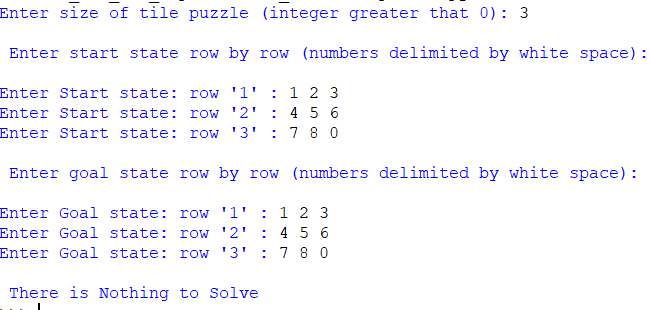 Enter size of tile puzzle (integer greater that 0): 3
Enter start state row by row (numbers delimited by white space):
Enter Start state: row '1' : 1 2 3
Enter Start state: row '2' : 4 5 6
Enter Start state: row '3' : 7 8 0
Enter goal state row by row (numbers delimited by white space):
Enter Goal state: row '1' : 1 2 3
Enter Goal state: row '2' : 4 5 6
Enter Goal state: row '3' : 7 8 0
There is Nothing to Solve